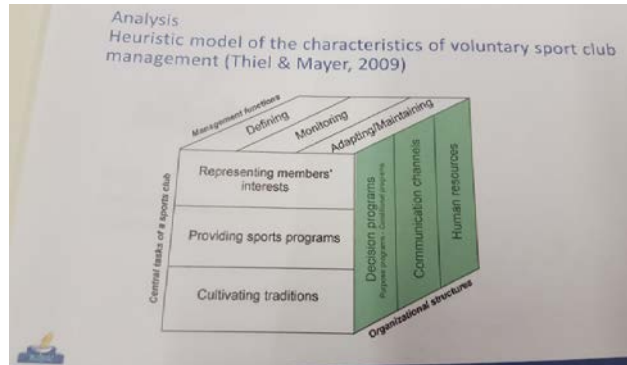 Analysis
Heuristic model of the characteristics of voluntary sport club
management (Thiel & Mayer, 2009)
Management functions
Defining
Monitoring
Adapting/Maintaining
Central tasks of a sports club
Representing members'
interests
Providing sports programs
Cultivating traditions
Decision programs
Purpose programs - Conditional programs
Communication channels
Human resources
Organizational structures